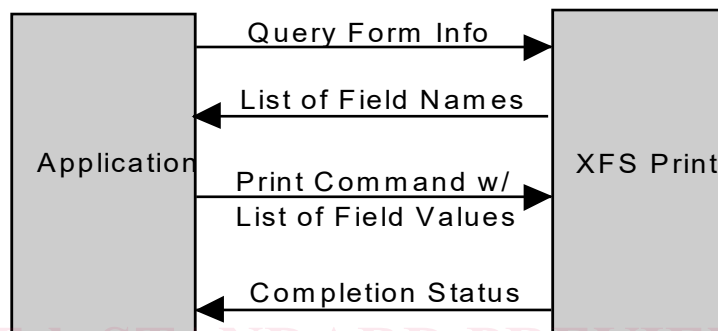 Query Form Info
List of Field Names
Application
XFS Print
Print Command w/
List of Field Values
Completion Status